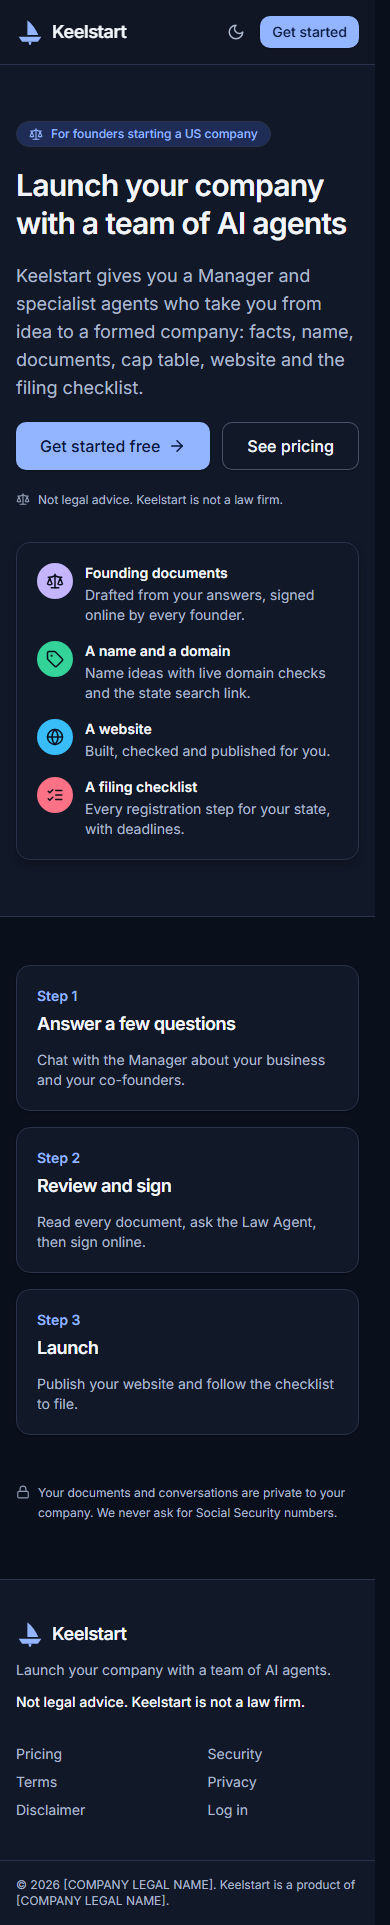 Keelstart
Get started
For founders starting a US company
Launch your company
with a team of AI agents
Keelstart gives you a Manager and
specialist agents who take you from
idea to a formed company: facts, name,
documents, cap table, website and the
filing checklist.
Get started free
See pricing
Not legal advice. Keelstart is not a law firm.
Founding documents
Drafted from your answers, signed
online by every founder.
A name and a domain
Name ideas with live domain checks
and the state search link.
A website
Built, checked and published for you.
A filing checklist
Every registration step for your state,
with deadlines.
Step 1
Answer a few questions
Chat with the Manager about your business
and your co-founders.
Step 2
Review and sign
Read every document, ask the Law Agent,
then sign online.
Step 3
Launch
Publish your website and follow the checklist
to file.
Your documents and conversations are private to your
company. We never ask for Social Security numbers.
Keelstart
Launch your company with a team of AI agents.
Not legal advice. Keelstart is not a law firm.
Pricing
Security
Terms
Privacy
Disclaimer
Log in
© 2026 [COMPANY LEGAL NAME]. Keelstart is a product of
[COMPANY LEGAL NAME].